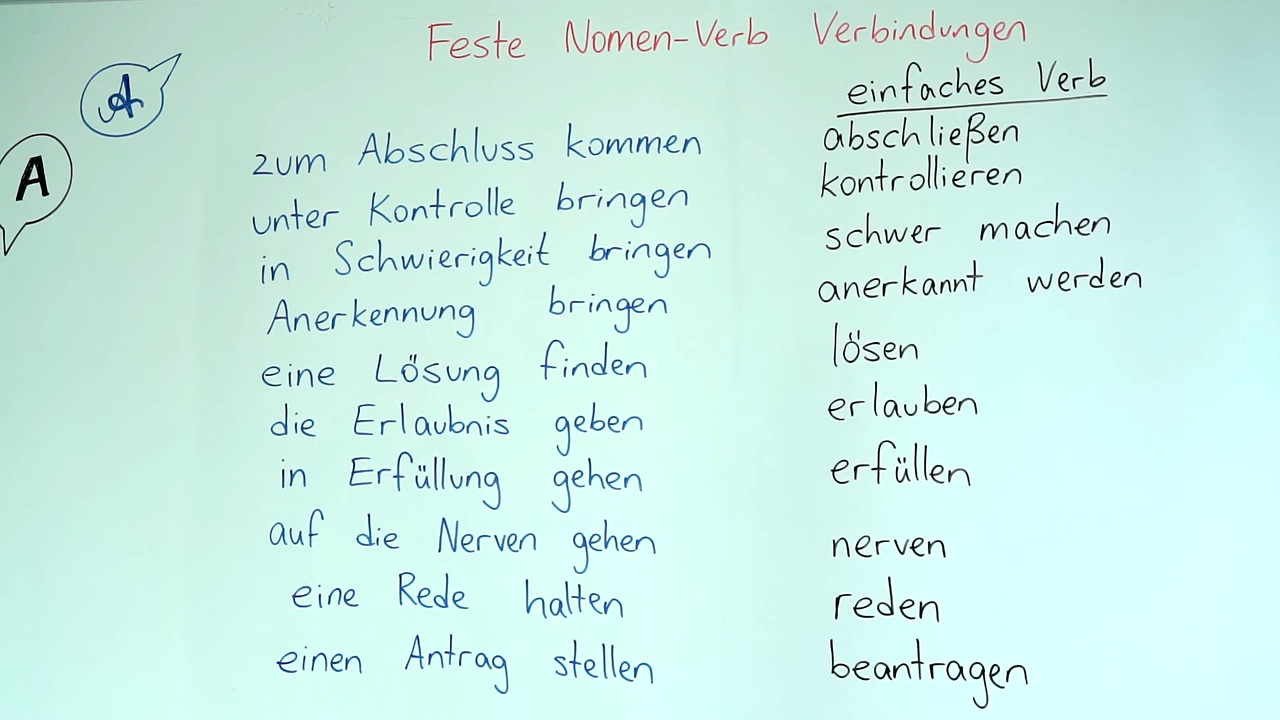 Feste Nomen-Verb Verbindungen
A
A
einfaches Verb
zum Abschluss kommen abschließen
unter Kontrolle bringen kontrollieren
in Schwierigkeit bringen schwer machen
Anerkennung bringen anerkannt werden
eine Lösung finden lösen
die Erlaubnis geben erlauben
in Erfüllung gehen erfüllen
auf die Nerven gehen nerven
eine Rede halten reden
einen Antrag stellen beantragen